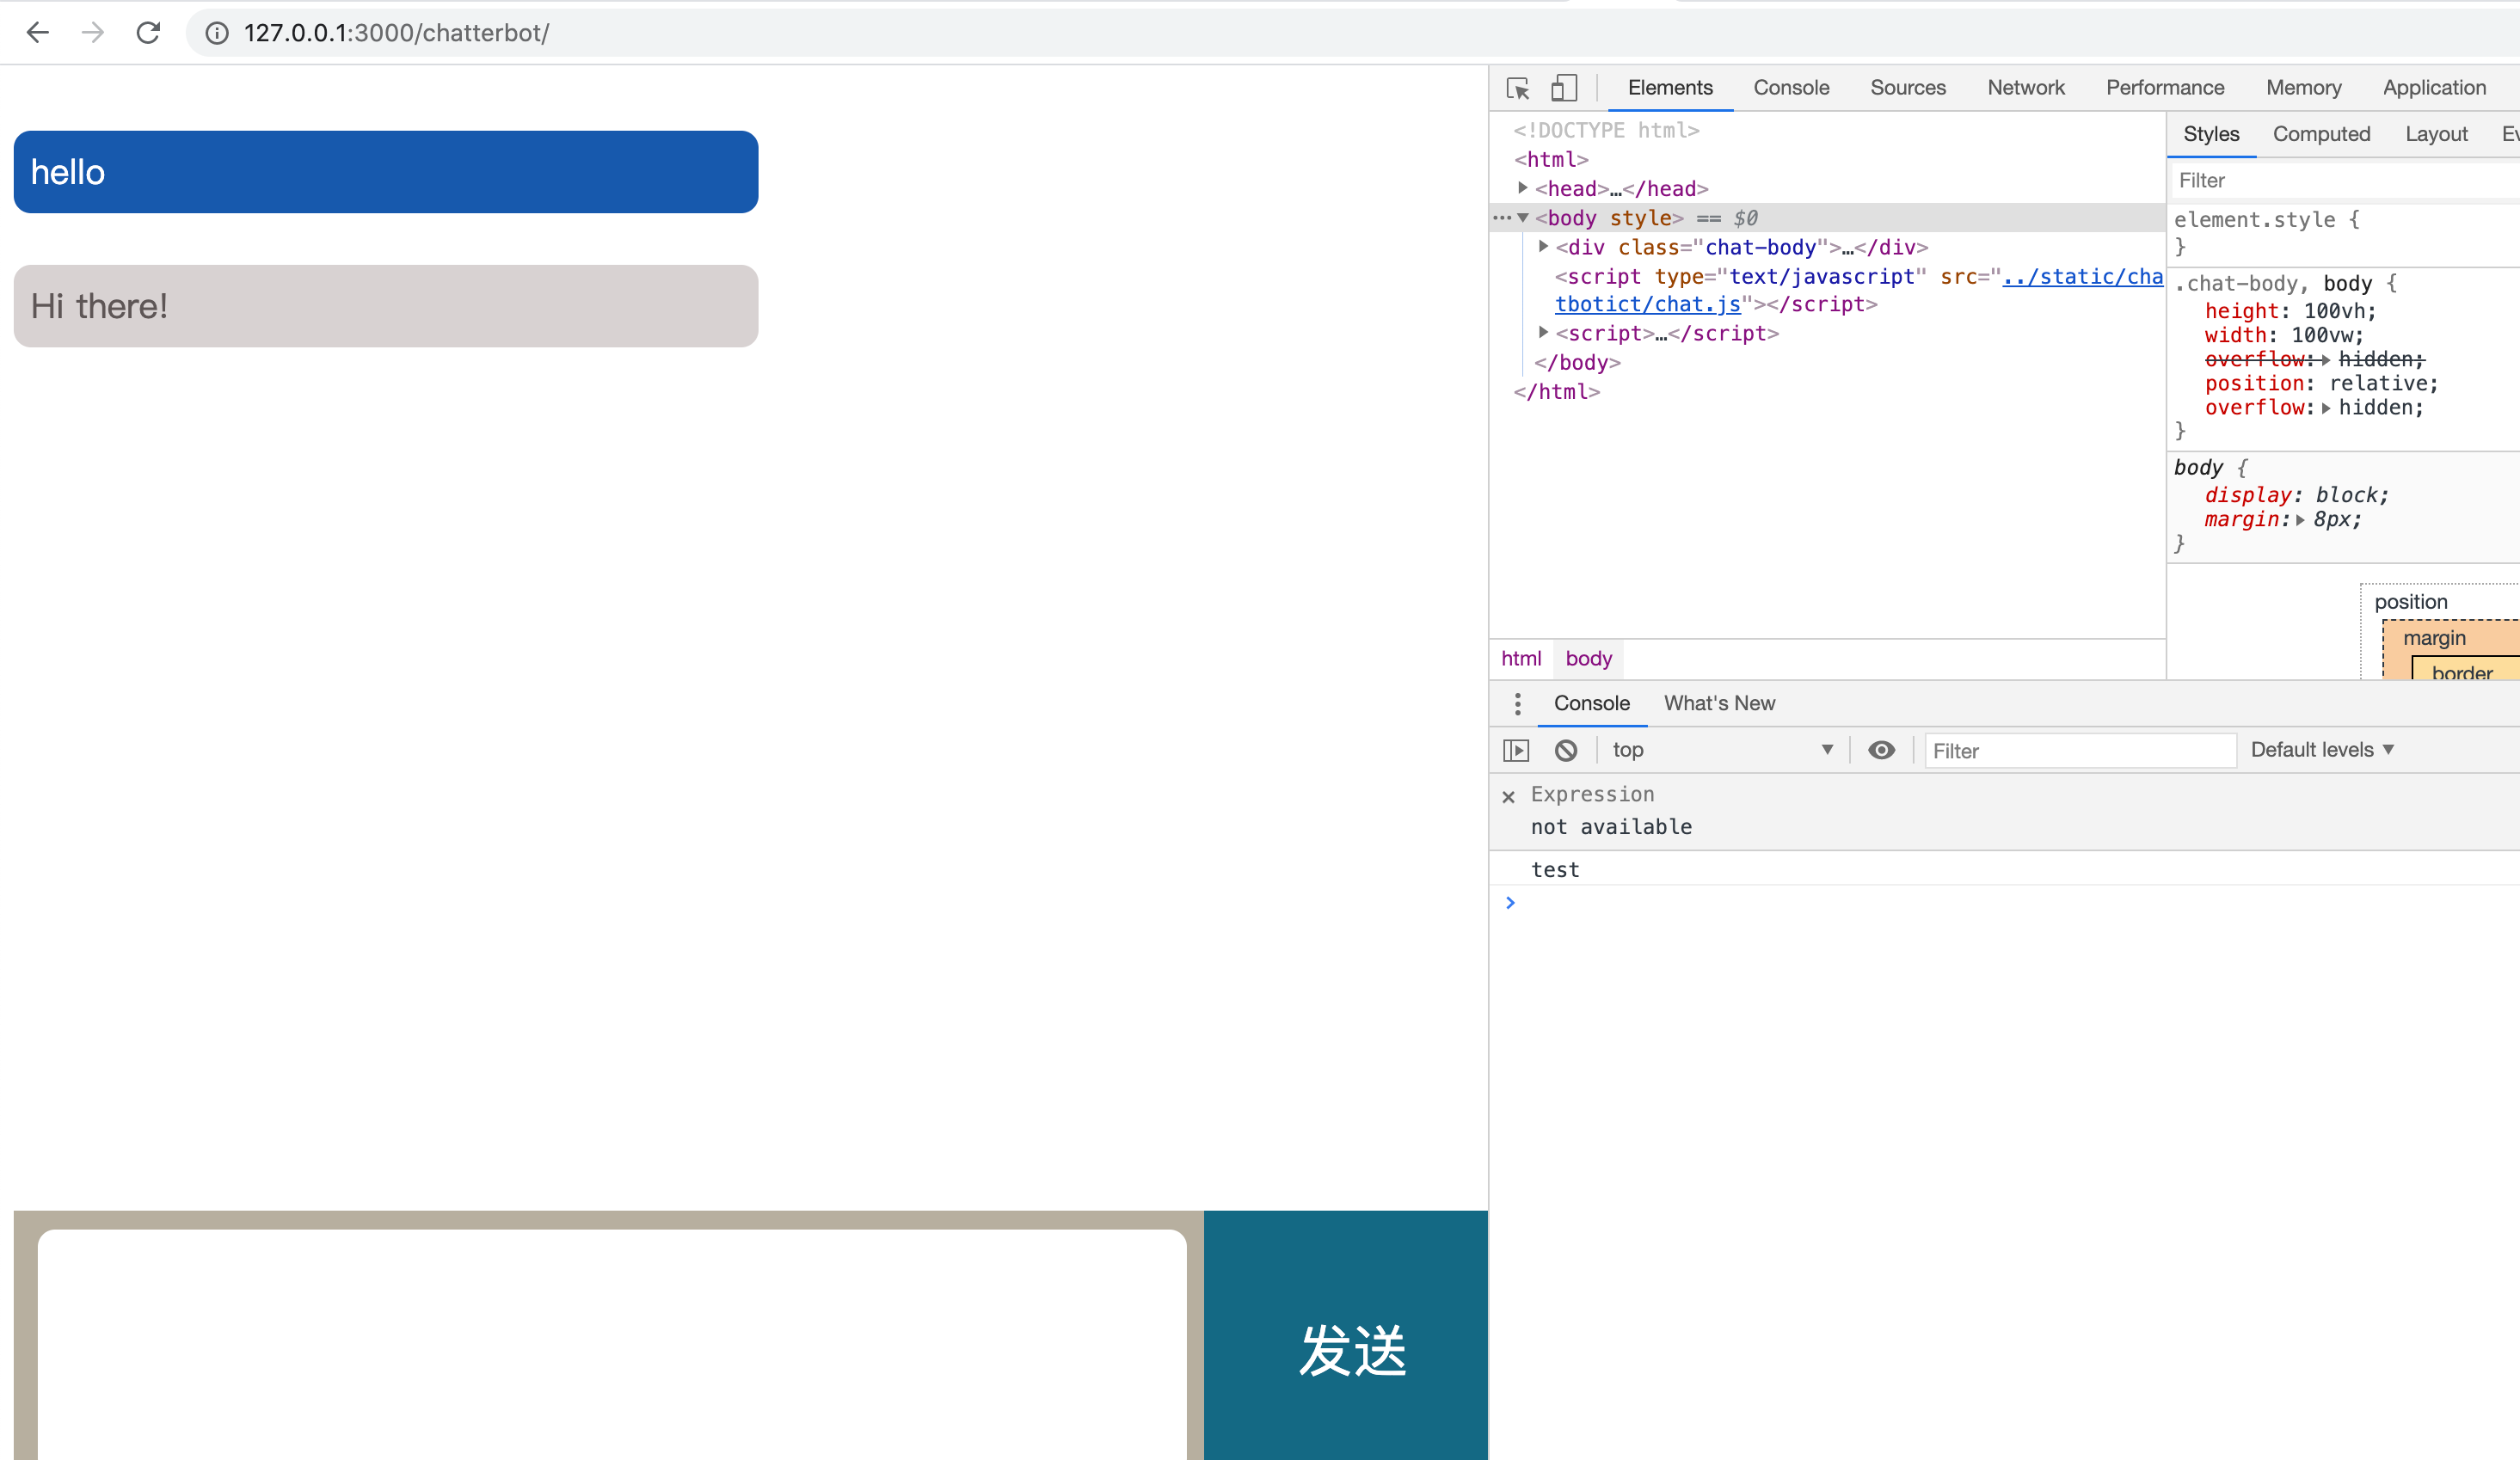 127.0.0.1:3000/chatterbot/
hello
Hi there!
发送
Elements Console Sources Network Performance Memory Application
<!DOCTYPE html>
<html>
<head>…</head>
<body style> == $0
<div class="chat-body">…</div>
<script type="text/javascript" src="../static/cha
tbotict/chat.js"></script>
<script>…</script>
</body>
</html>
html body
Styles Computed Layout Ev
Filter
element.style {
}
.chat-body, body {
height: 100vh;
width: 100vw;
overflow: hidden;
position: relative;
overflow: hidden;
}
body {
display: block;
margin: 8px;
}
position
margin
border
Console What's New
top Filter Default levels
Expression
not available
test